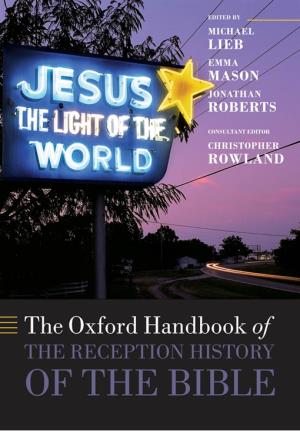 EDITED BY
MICHAEL
LIEB
EMMA
MASON
JONATHAN
ROBERTS
CONSULTANT EDITOR
CHRISTOPHER
ROWLAND
JESUS
THE LIGHT OF THE
WORLD
The Oxford Handbook of
THE RECEPTION HISTORY
OF THE BIBLE